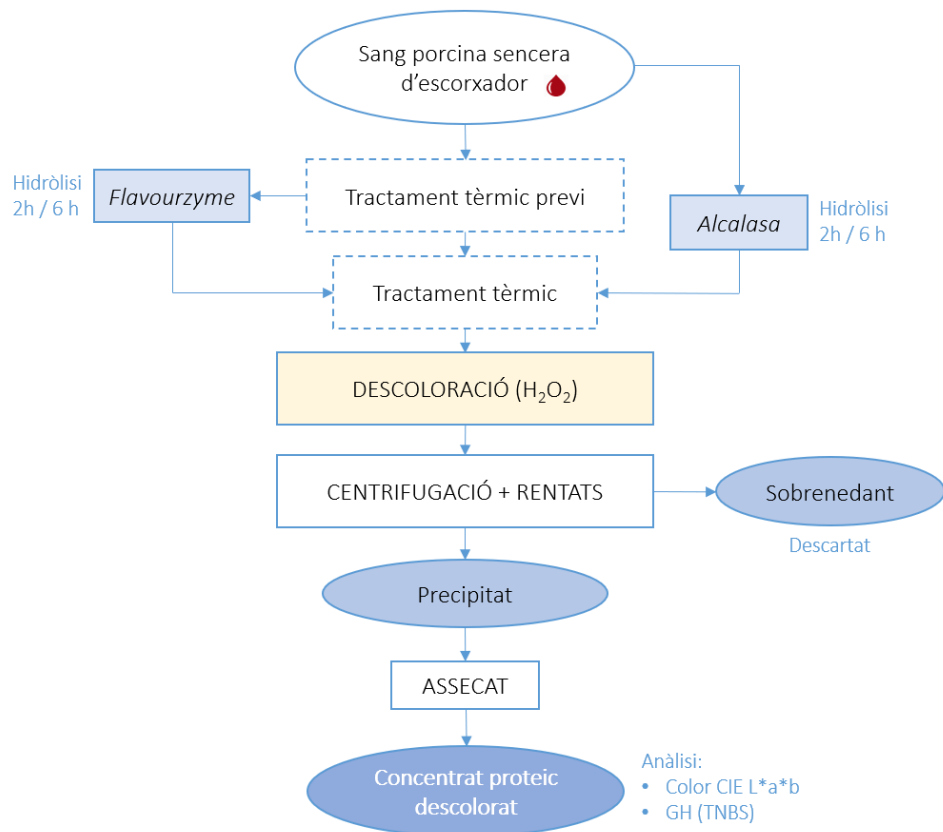 Sang porcina sencera
d’escorxador
Hidròlisi
2h / 6 h
Flavourzyme
Tractament tèrmic previ
Alcalasa
Hidròlisi
2h / 6 h
Tractament tèrmic
DESCOLORACIÓ (H₂O₂)
CENTRIFUGACIÓ + RENTATS
Sobrenedant
Descartat
Precipitat
ASSECAT
Concentrat proteic
descolorat
Anàlisi:
• Color CIE L*a*b
• GH (TNBS)